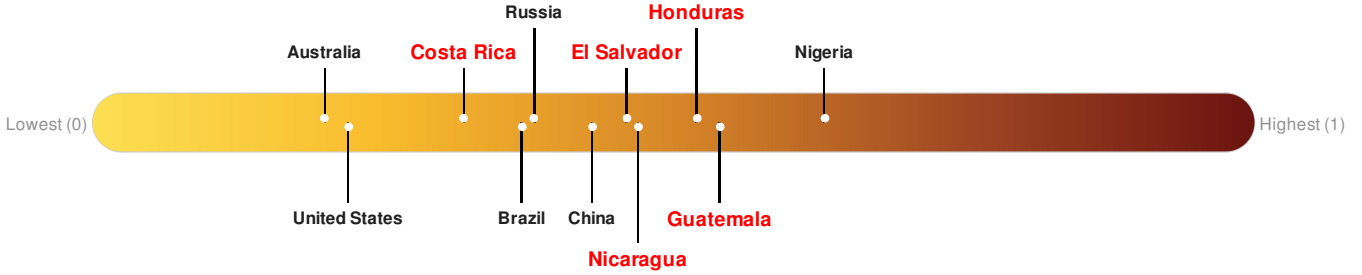 Russia
Honduras
Australia
Costa Rica
El Salvador
Nigeria
Lowest (0)
Highest (1)
United States
Brazil
China
Guatemala
Nicaragua